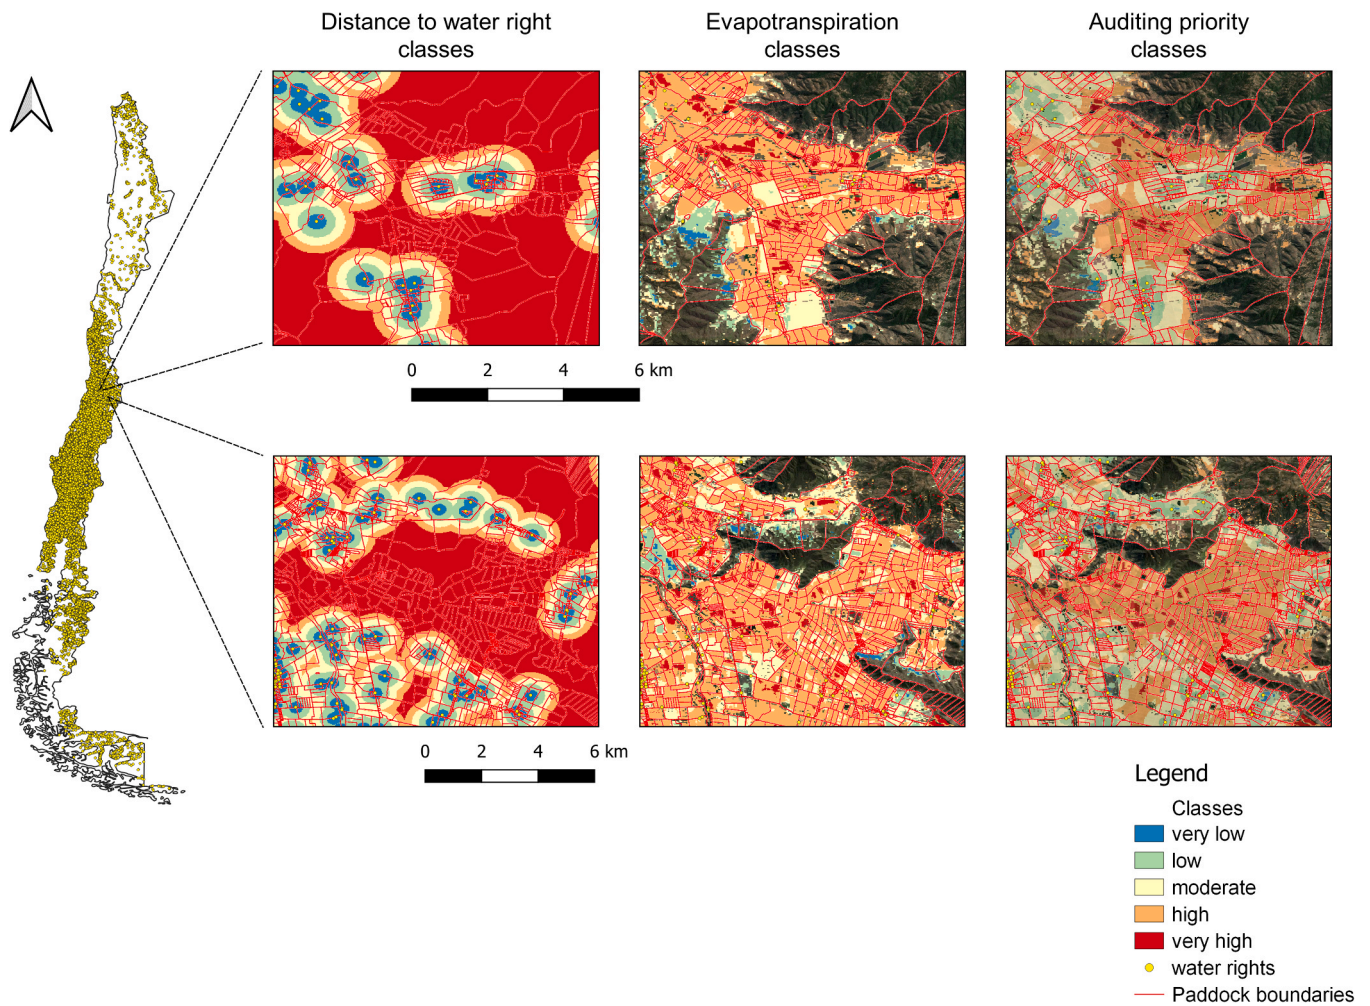 Distance to water right
classes
Evapotranspiration
classes
Auditing priority
classes
0 2 4 6 km
0 2 4 6 km
Legend
Classes
very low
low
moderate
high
very high
water rights
Paddock boundaries